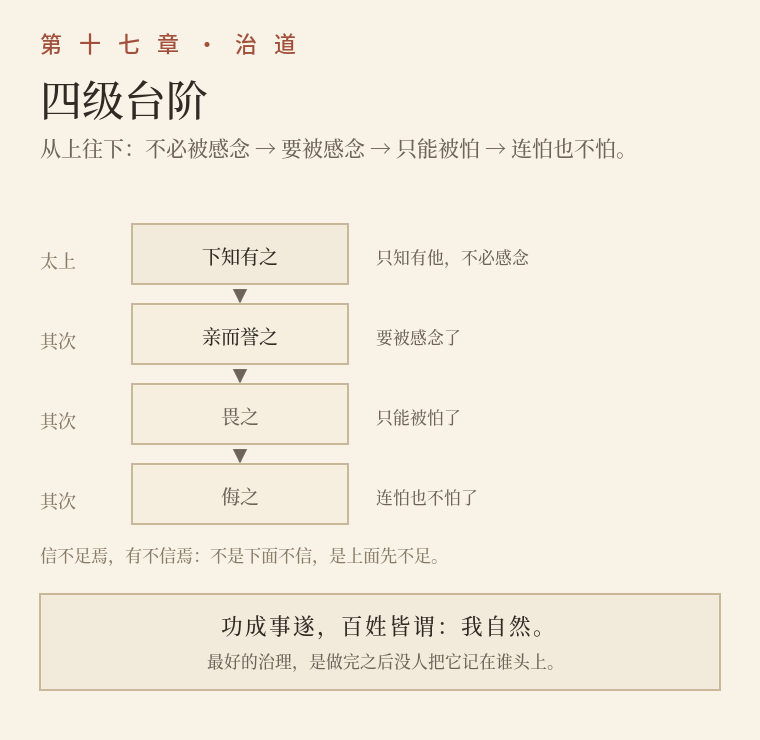 第十七章·治道
四级台阶
从上往下：不必被感念 → 要被感念 → 只能被怕 → 连怕也不怕。
太上 下知有之 只知有他，不必感念
其次 亲而誉之 要被感念了
其次 畏之 只能被怕了
其次 侮之 连怕也不怕了
信不足焉，有不信焉：不是下面不信，是上面先不足。
功成事遂，百姓皆谓：我自然。
最好的治理，是做完之后没人把它记在谁头上。